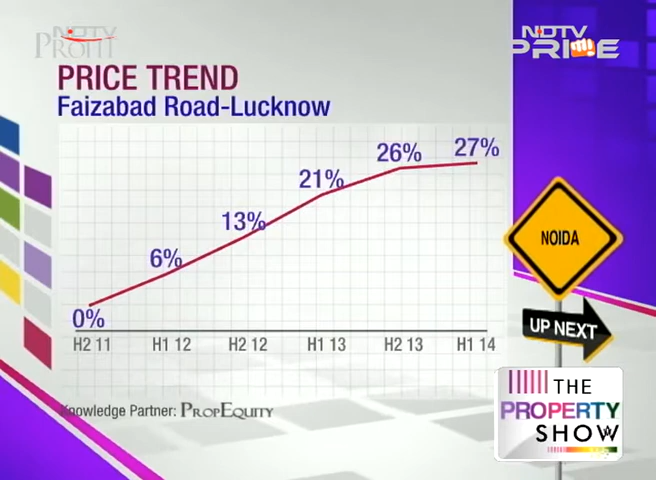 NDTV
PROFIT
NDTV
PRIME
PRICE TREND
Faizabad Road-Lucknow
27%
26%
21%
13%
6%
0%
H2 11 H1 12 H2 12 H1 13 H2 13 H1 14
Knowledge Partner: PROPEQUITY
NOIDA
UP NEXT
THE
PROPERTY
SHOW